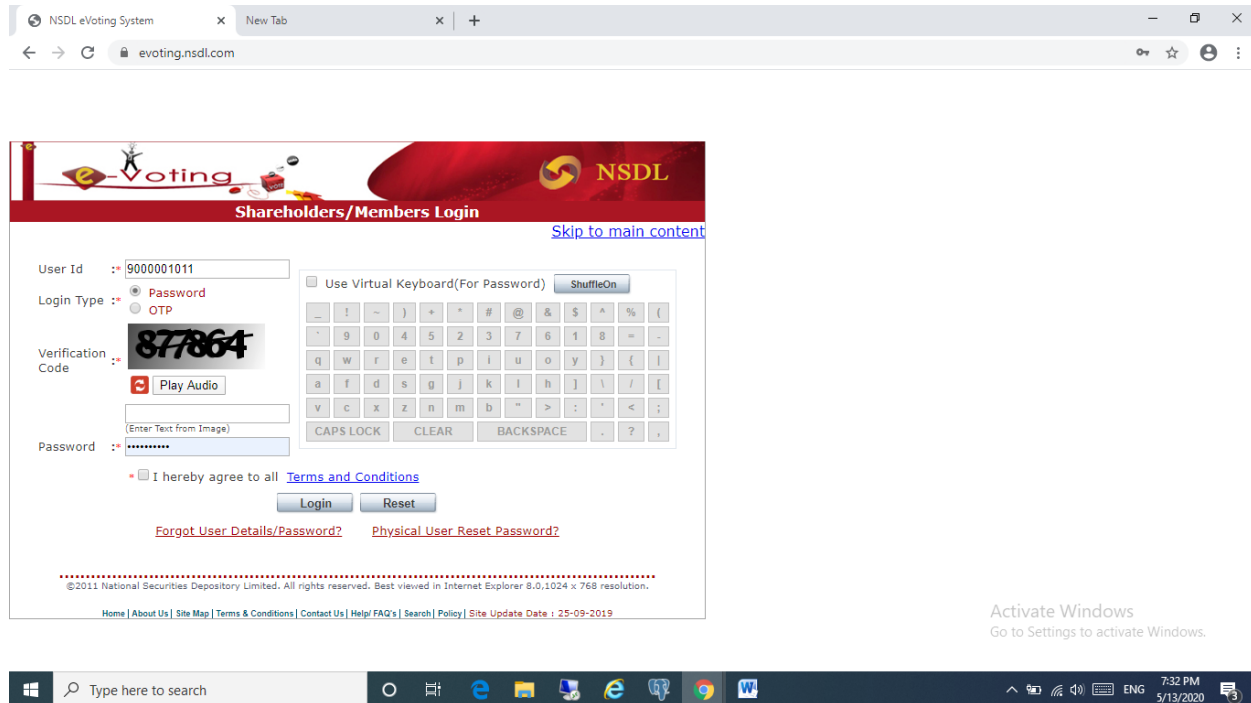 NSDL eVoting System
New Tab
evoting.nsdl.com
e-Voting
VOTE
NSDL
Shareholders/Members Login
Skip to main content
User Id :* 9000001011
Login Type :* Password
OTP
Verification Code :*
877864
Play Audio
(Enter Text from Image)
Password :* ••••••••••
Use Virtual Keyboard(For Password) ShuffleOn
_ ! ~ ) + * # @ & $ ^ % (
` 9 0 4 5 2 3 7 6 1 8 = -
q w r e t p i u o y } { |
a f d s g j k l h ] \ / [
v c x z n m b " > : ' < ;
CAPS LOCK CLEAR BACKSPACE . ? ,
* I hereby agree to all Terms and Conditions
Login Reset
Forgot User Details/Password? Physical User Reset Password?
©2011 National Securities Depository Limited. All rights reserved. Best viewed in Internet Explorer 8.0,1024 x 768 resolution.
Home | About Us | Site Map | Terms & Conditions | Contact Us | Help/ FAQ's | Search | Policy | Site Update Date : 25-09-2019
Activate Windows
Go to Settings to activate Windows.
Type here to search
ENG
7:32 PM
5/13/2020
3